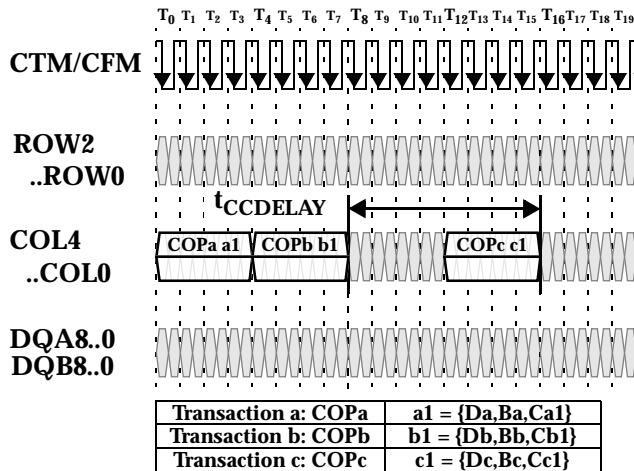 T0 T1 T2 T3 T4 T5 T6 T7 T8 T9 T10 T11 T12 T13 T14 T15 T16 T17 T18 T19
CTM/CFM
ROW2
..ROW0
tCCDELAY
COL4
..COL0
COPa a1
COPb b1
COPc c1
DQA8..0
DQB8..0
Transaction a: COPa a1 = {Da,Ba,Ca1}
Transaction b: COPb b1 = {Db,Bb,Cb1}
Transaction c: COPc c1 = {Dc,Bc,Cc1}